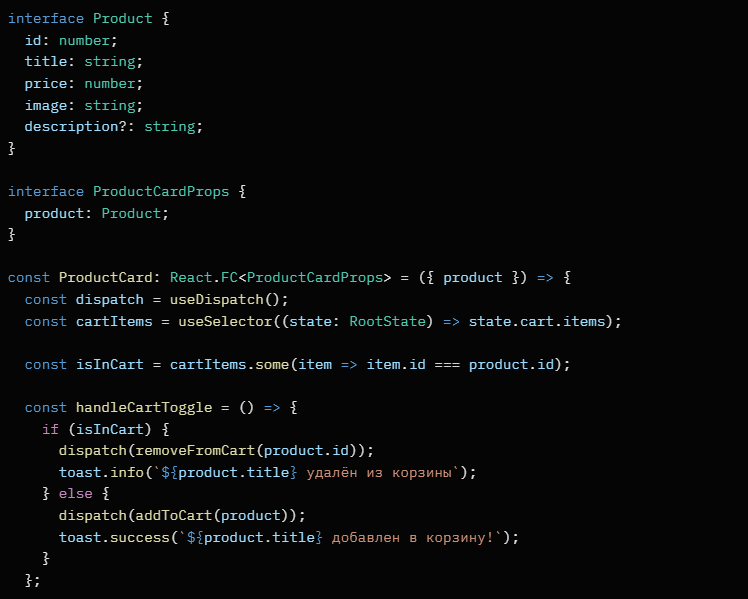 interface Product {
  id: number;
  title: string;
  price: number;
  image: string;
  description?: string;
}

interface ProductCardProps {
  product: Product;
}

const ProductCard: React.FC<ProductCardProps> = ({ product }) => {
  const dispatch = useDispatch();
  const cartItems = useSelector((state: RootState) => state.cart.items);

  const isInCart = cartItems.some(item => item.id === product.id);

  const handleCartToggle = () => {
    if (isInCart) {
      dispatch(removeFromCart(product.id));
      toast.info(`${product.title} удалён из корзины`);
    } else {
      dispatch(addToCart(product));
      toast.success(`${product.title} добавлен в корзину!`);
    }
  };